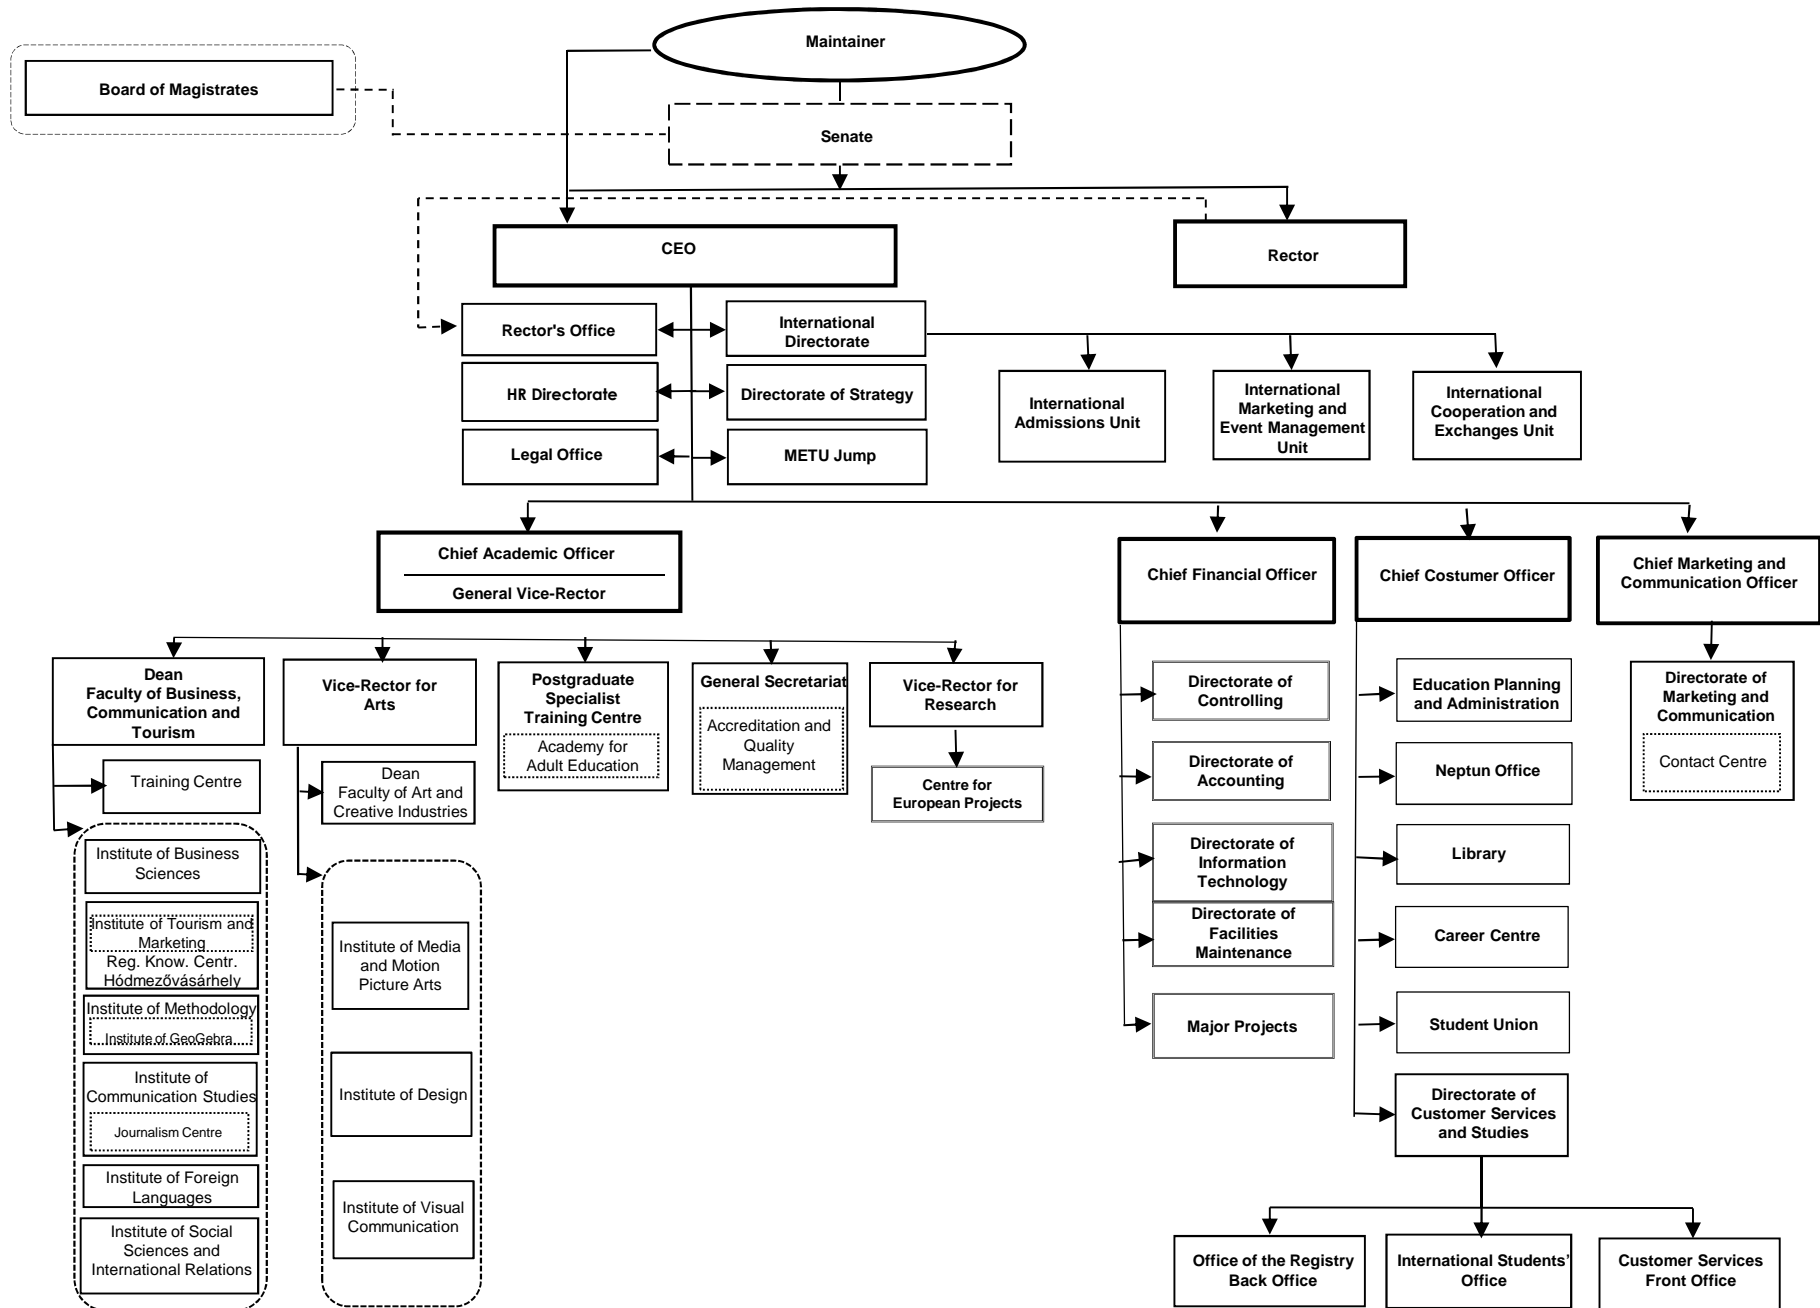 Maintainer
Board of Magistrates
Senate
CEO
Rector
Rector's Office
International
Directorate
HR Directorate
Directorate of Strategy
Legal Office
METU Jump
International
Admissions Unit
International
Marketing and
Event Management
Unit
International
Cooperation and
Exchanges Unit
Chief Academic Officer
General Vice-Rector
Chief Financial Officer
Chief Costumer Officer
Chief Marketing and
Communication Officer
Dean
Faculty of Business,
Communication and
Tourism
Vice-Rector for
Arts
Postgraduate
Specialist
Training Centre
Academy for
Adult Education
General Secretariat
Accreditation and
Quality
Management
Vice-Rector for
Research
Centre for
European Projects
Training Centre
Dean
Faculty of Art and
Creative Industries
Institute of Business
Sciences
Institute of Tourism and
Marketing
Reg. Know. Centr.
Hódmezővásárhely
Institute of Methodology
Institute of GeoGebra
Institute of
Communication Studies
Journalism Centre
Institute of Foreign
Languages
Institute of Social
Sciences and
International Relations
Institute of Media
and Motion
Picture Arts
Institute of Design
Institute of Visual
Communication
Directorate of
Controlling
Directorate of
Accounting
Directorate of
Information
Technology
Directorate of
Facilities
Maintenance
Major Projects
Education Planning
and Administration
Neptun Office
Library
Career Centre
Student Union
Directorate of
Customer Services
and Studies
Directorate of
Marketing and
Communication
Contact Centre
Office of the Registry
Back Office
International Students'
Office
Customer Services
Front Office